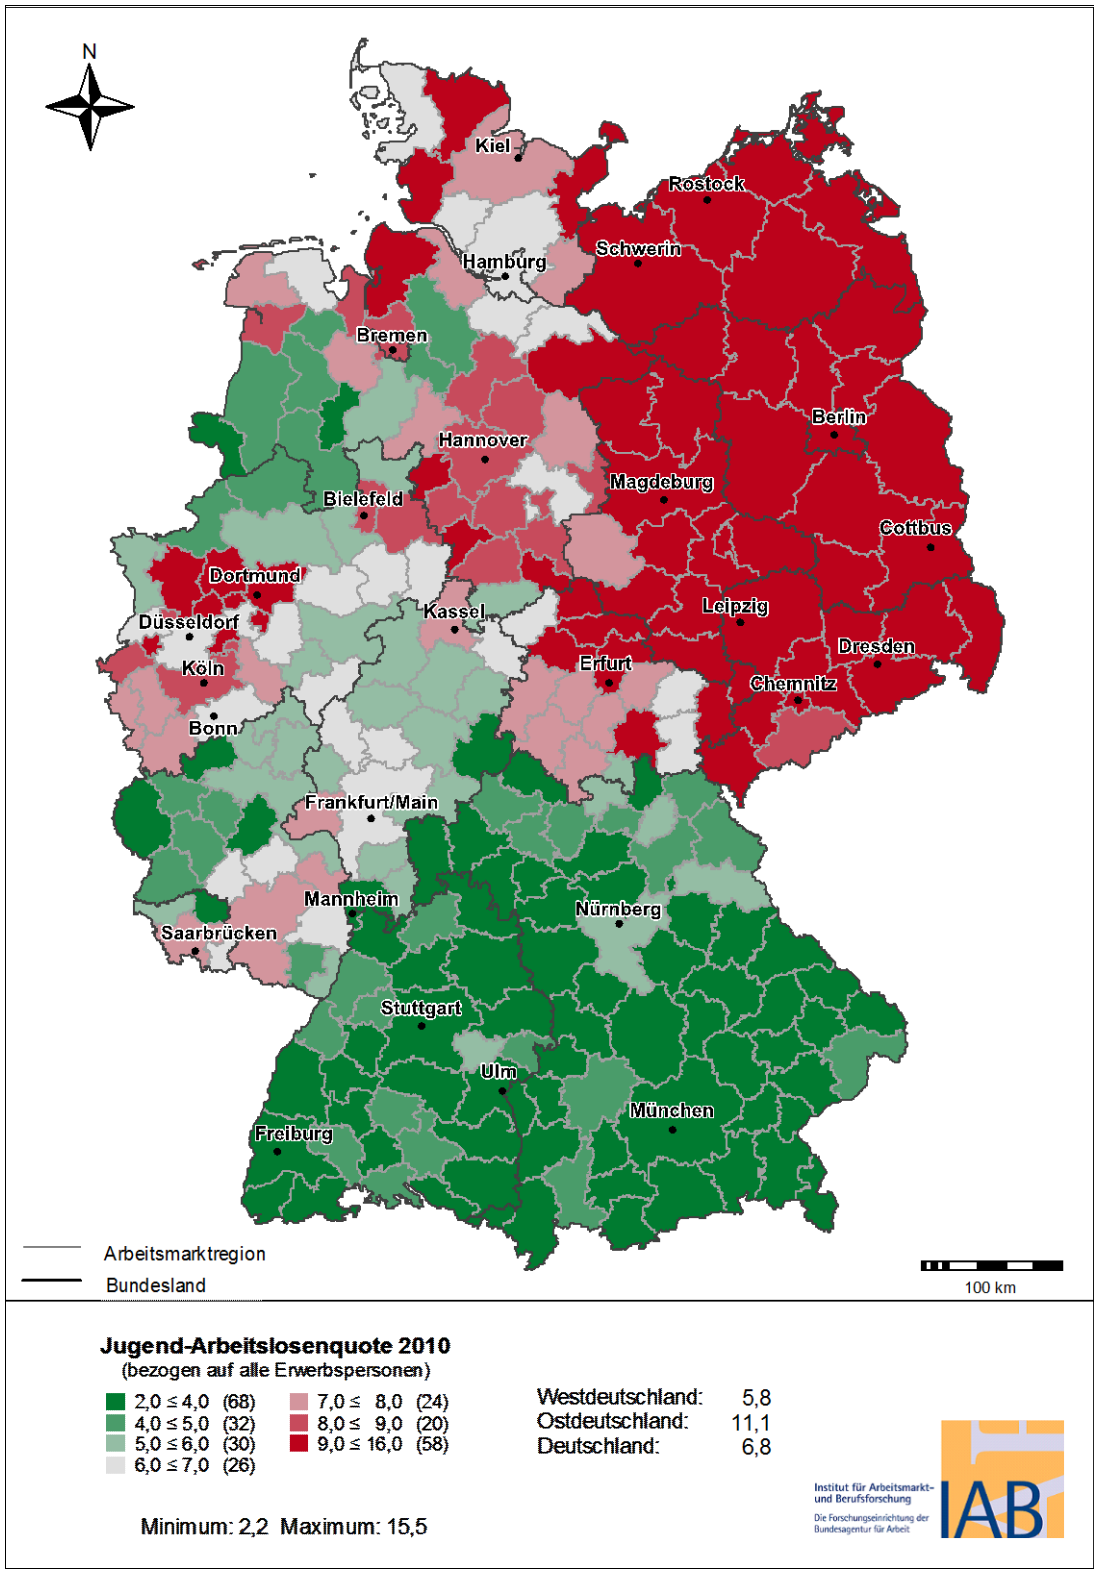 N
Kiel
Rostock
Schwerin
Hamburg
Bremen
Berlin
Hannover
Magdeburg
Bielefeld
Cottbus
Dortmund
Leipzig
Kassel
Düsseldorf
Dresden
Erfurt
Köln
Chemnitz
Bonn
Frankfurt/Main
Mannheim
Nürnberg
Saarbrücken
Stuttgart
Ulm
München
Freiburg
Arbeitsmarktregion
Bundesland
100 km
Jugend-Arbeitslosenquote 2010
(bezogen auf alle Erwerbspersonen)
2,0 ≤ 4,0 (68)
4,0 ≤ 5,0 (32)
5,0 ≤ 6,0 (30)
6,0 ≤ 7,0 (26)
7,0 ≤ 8,0 (24)
8,0 ≤ 9,0 (20)
9,0 ≤ 16,0 (58)
Westdeutschland: 5,8
Ostdeutschland: 11,1
Deutschland: 6,8
Minimum: 2,2 Maximum: 15,5
Institut für Arbeitsmarkt-
und Berufsforschung
Die Forschungseinrichtung der
Bundesagentur für Arbeit
IAB